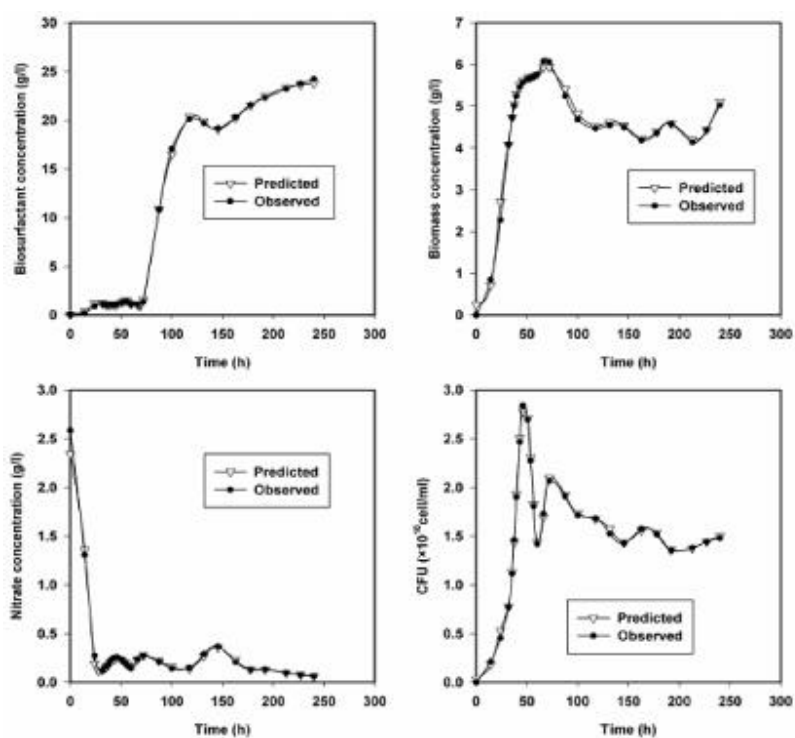 Biosurfactant concentration (g/l)
30
25
20
15
10
5
0
Predicted
Observed
0 50 100 150 200 250 300
Time (h)
Biomass concentration (g/l)
7
6
5
4
3
2
1
0
Predicted
Observed
0 50 100 150 200 250 300
Time (h)
Nitrate concentration (g/l)
3.0
2.5
2.0
1.5
1.0
0.5
0.0
Predicted
Observed
0 50 100 150 200 250 300
Time (h)
CFU (×10¹⁰cell/ml)
3.0
2.5
2.0
1.5
1.0
0.5
0.0
Predicted
Observed
0 50 100 150 200 250 300
Time (h)